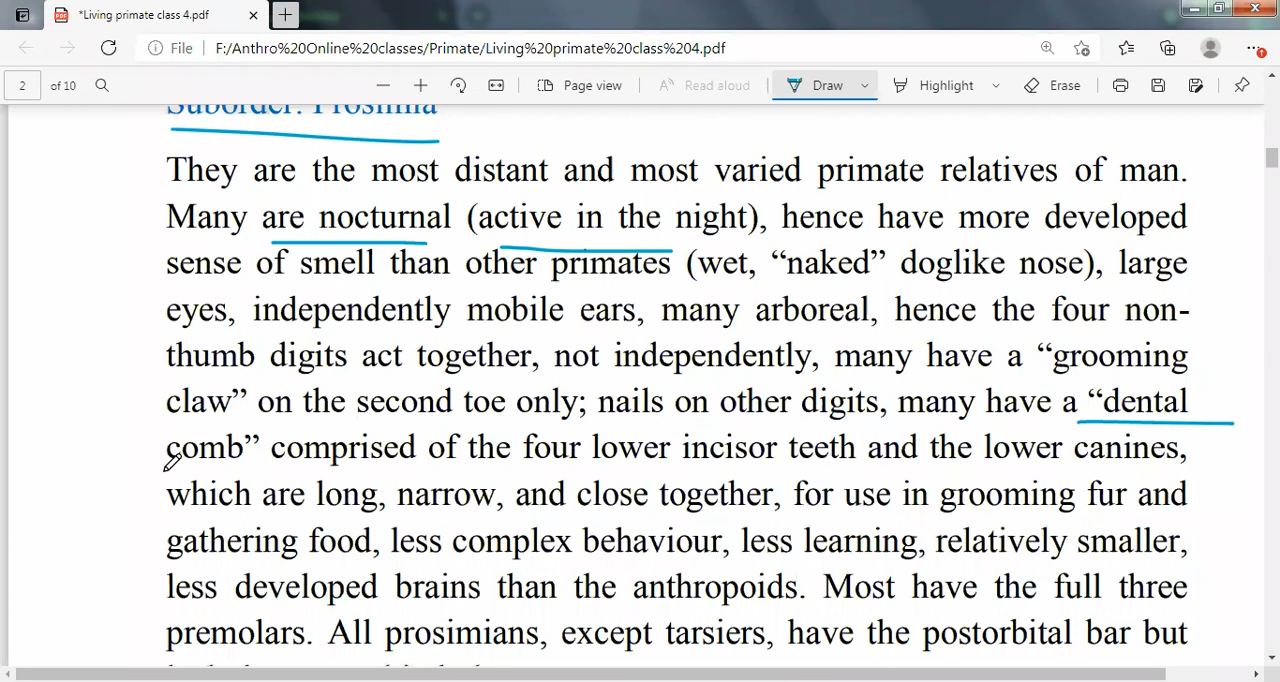 *Living primate class 4.pdf
File F:/Anthro%20Online%20classes/Primate/Living%20primate%20class%204.pdf
2 of 10 Page view Read aloud Draw Highlight Erase
Suborder: Prosimia
They are the most distant and most varied primate relatives of man.
Many are nocturnal (active in the night), hence have more developed
sense of smell than other primates (wet, “naked” doglike nose), large
eyes, independently mobile ears, many arboreal, hence the four non-
thumb digits act together, not independently, many have a “grooming
claw” on the second toe only; nails on other digits, many have a “dental
comb” comprised of the four lower incisor teeth and the lower canines,
which are long, narrow, and close together, for use in grooming fur and
gathering food, less complex behaviour, less learning, relatively smaller,
less developed brains than the anthropoids. Most have the full three
premolars. All prosimians, except tarsiers, have the postorbital bar but